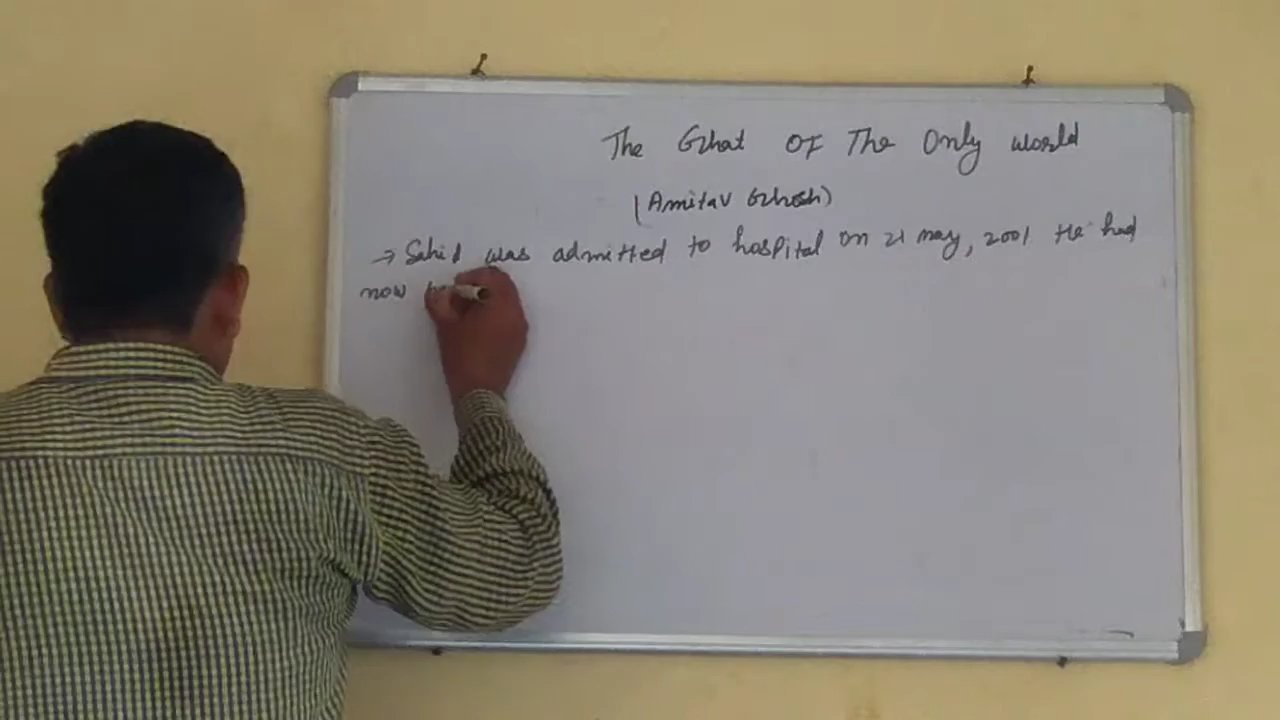 The Ghat OF The Only world
(Amitav Ghosh)
→ Sahid was admitted to hospital on 21 may, 2001 He had
now